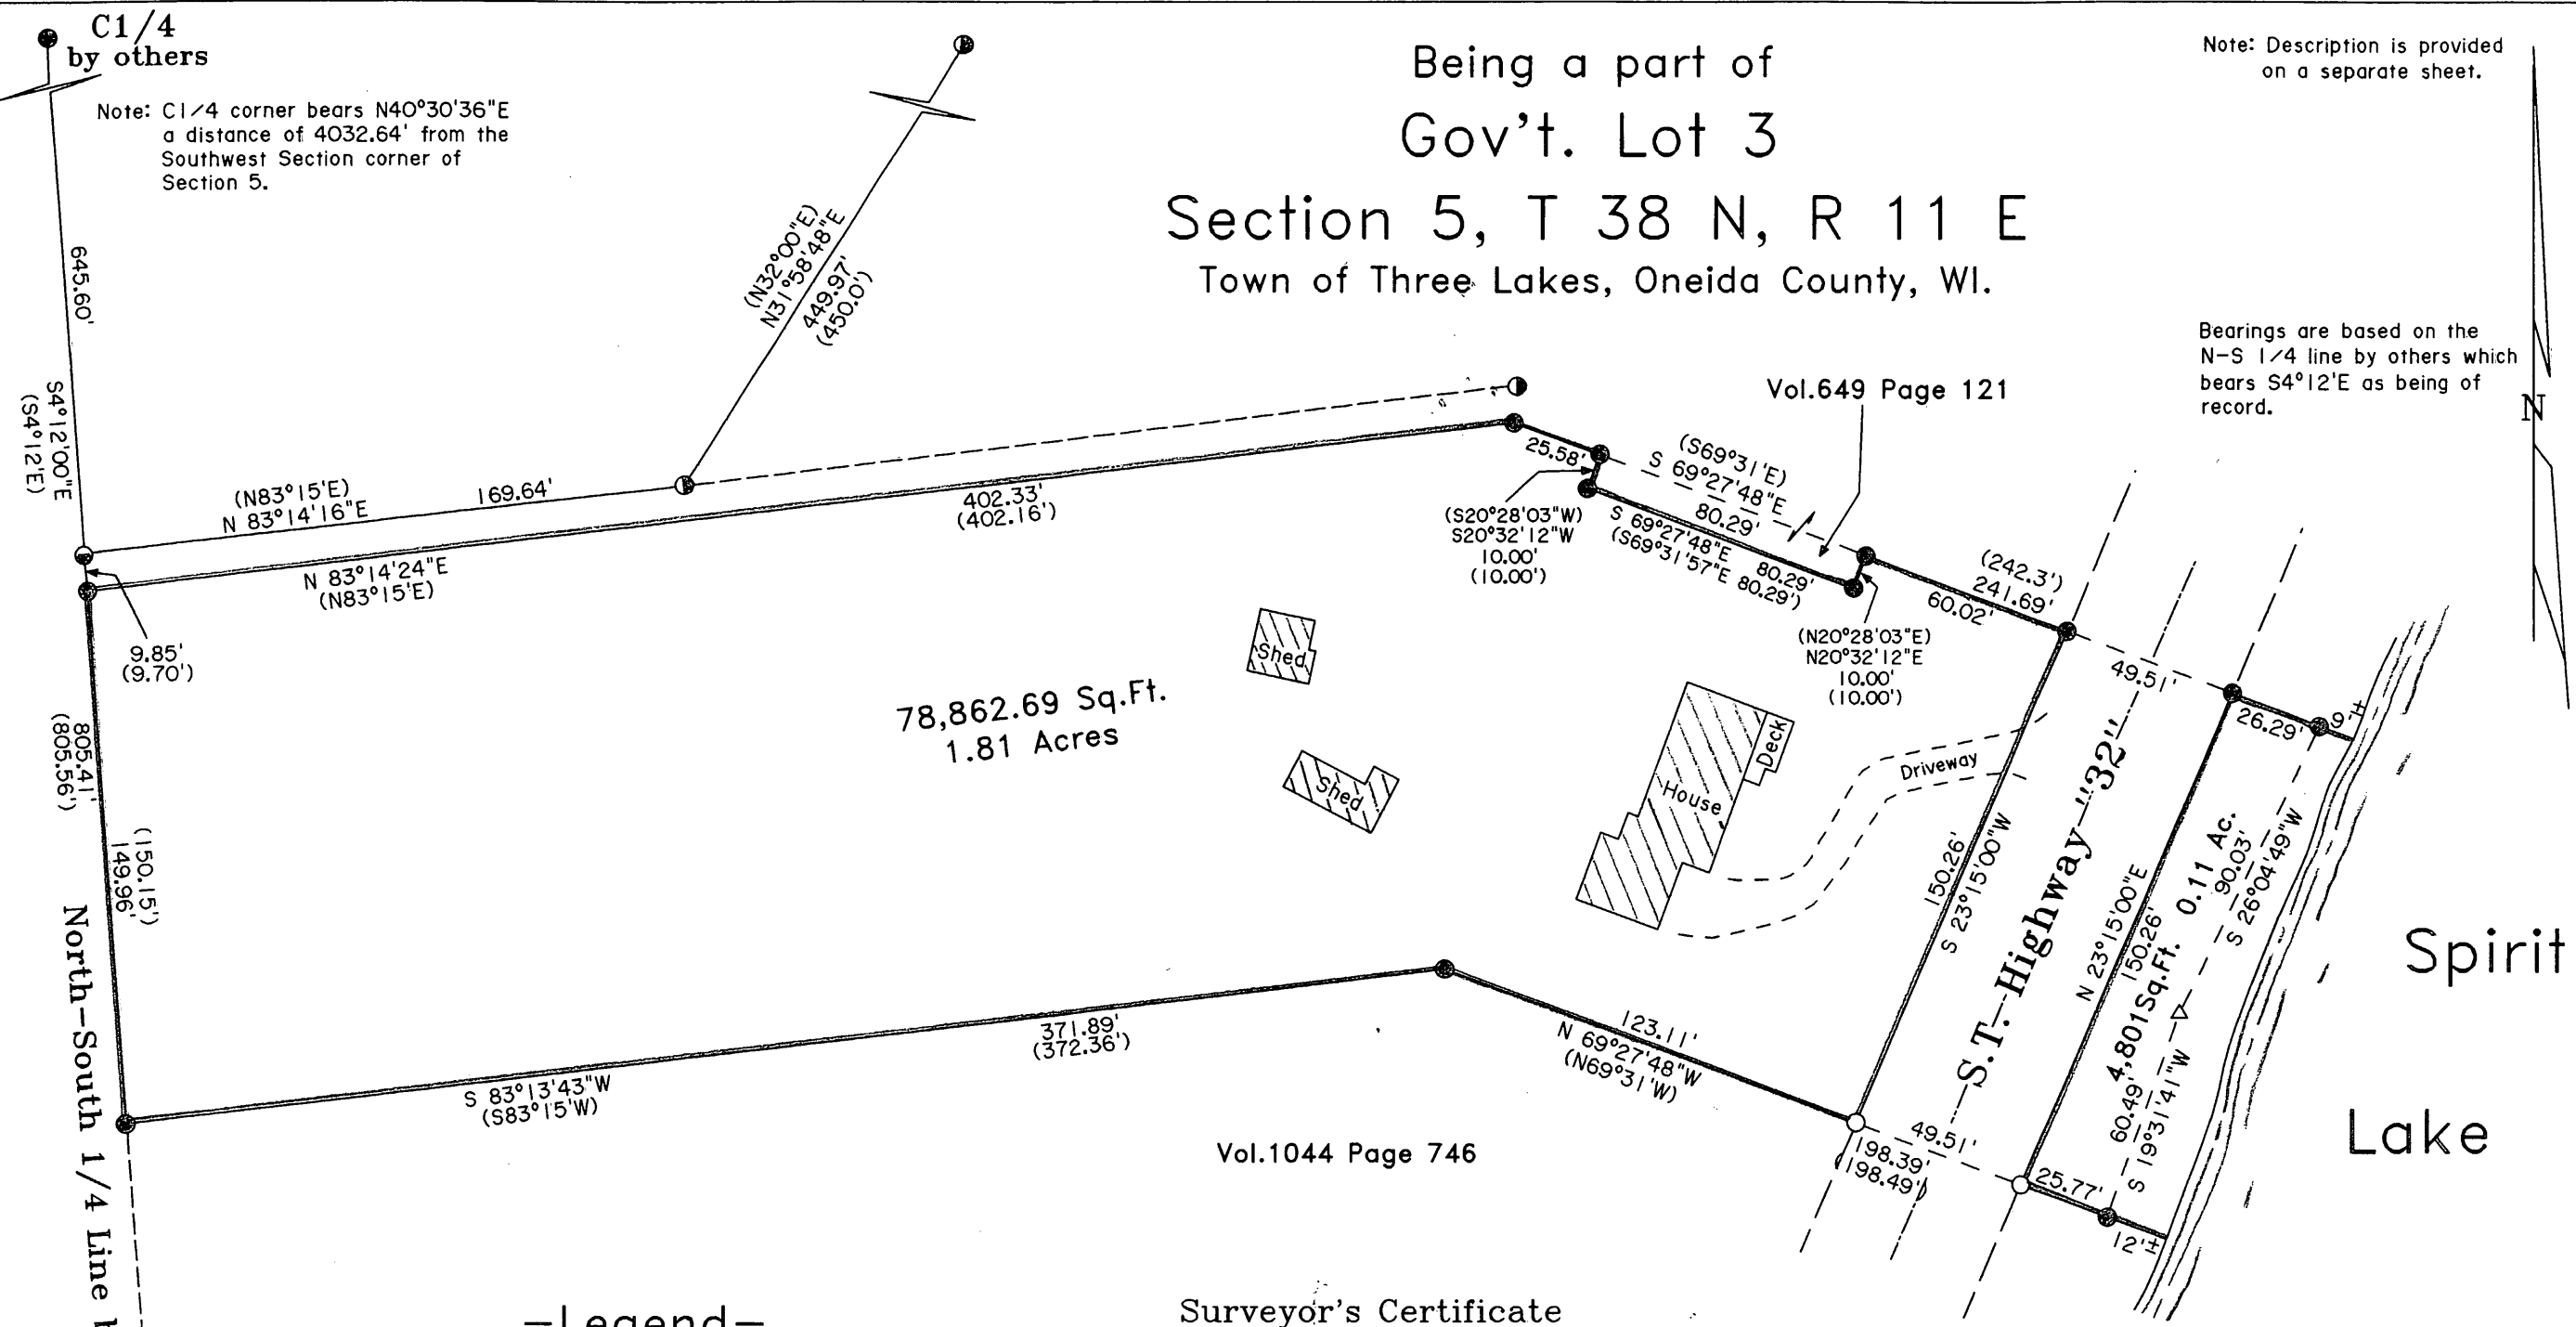 C1/4
by others
Note: C1/4 corner bears N40°30'36"E
a distance of 4032.64' from the
Southwest Section corner of
Section 5.
Being a part of
Gov't. Lot 3
Section 5, T 38 N, R 11 E
Town of Three Lakes, Oneida County, WI.
Note: Description is provided
on a separate sheet.
Bearings are based on the
N-S 1/4 line by others which
bears S4°12'E as being of
record.
N
645.60'
S4°12'00"E
(S4°12'E)
(N32°00"E)
N31°58'48"E
449.97'
(450.0')
(N83°15'E)
N 83°14'16"E
169.64'
402.33'
(402.16')
N 83°14'24"E
(N83°15'E)
9.85'
(9.70')
Vol.649 Page 121
25.58'
(S69°31'E)
S 69°27'48"E
80.29'
(S20°28'03"W)
S20°32'12"W
10.00'
(10.00')
S 69°27'48"E 80.29'
(S69°31'57"E 80.29')
(N20°28'03"E)
N20°32'12"E
10.00'
(10.00')
(242.3')
241.69'
60.02'
49.51'
26.29'
9'±
Shed
Shed
78,862.69 Sq.Ft.
1.81 Acres
House
Deck
Driveway
805.41'
(805.56')
(150.15')
149.96'
150.26'
S 23°15'00"W
S.T. Highway "32"
N 23°15'00"E
150.26'
4,801Sq.Ft. 0.11 Ac.
90.03'
S 26°04'49"W
60.49'
S 19°31'41"W
Spirit
Lake
North-South 1/4 Line
371.89'
(372.36')
S 83°13'43"W
(S83°15'W)
123.11'
N 69°27'48"W
(N69°31'W)
49.51'
198.39'
(198.49')
25.77'
12'±
Vol.1044 Page 746
-Legend-
Surveyor's Certificate